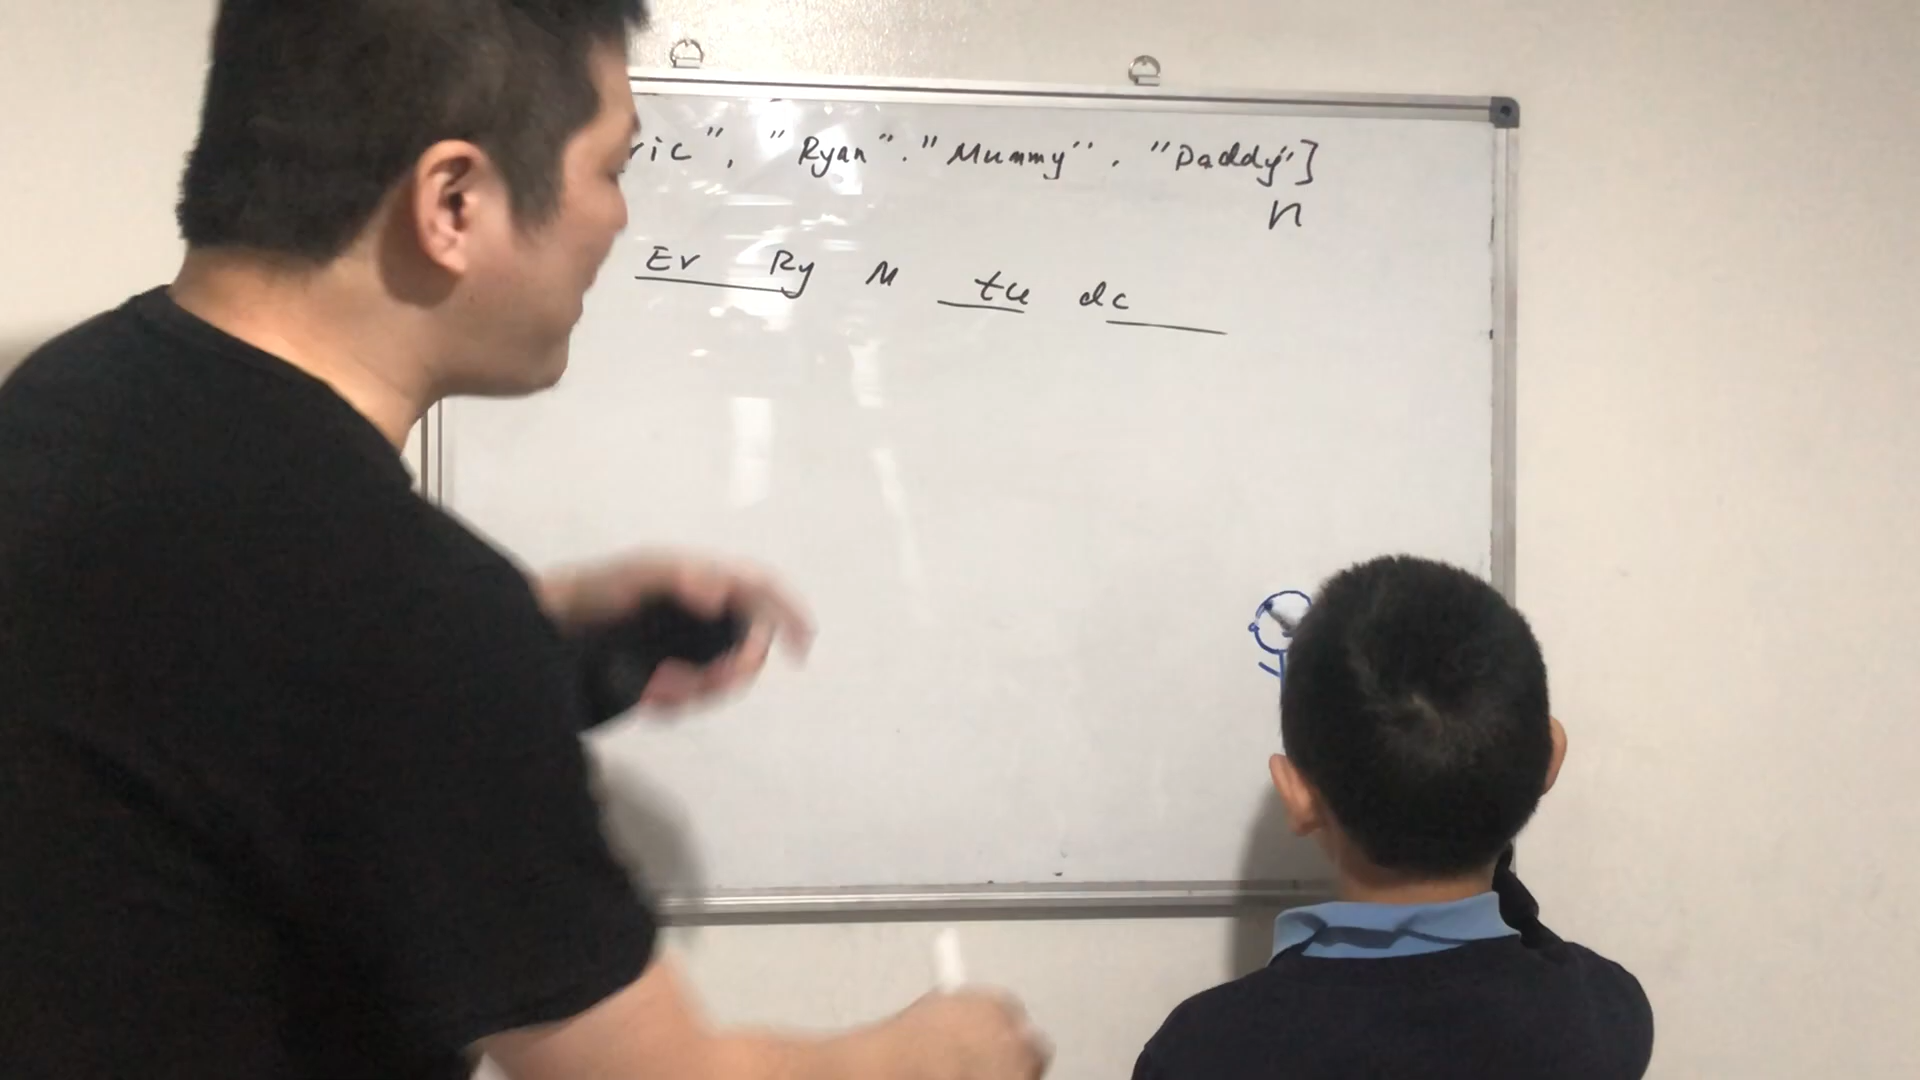 ric", "Ryan". "Mummy". "Daddy"]
n
Er Ry M tu dc